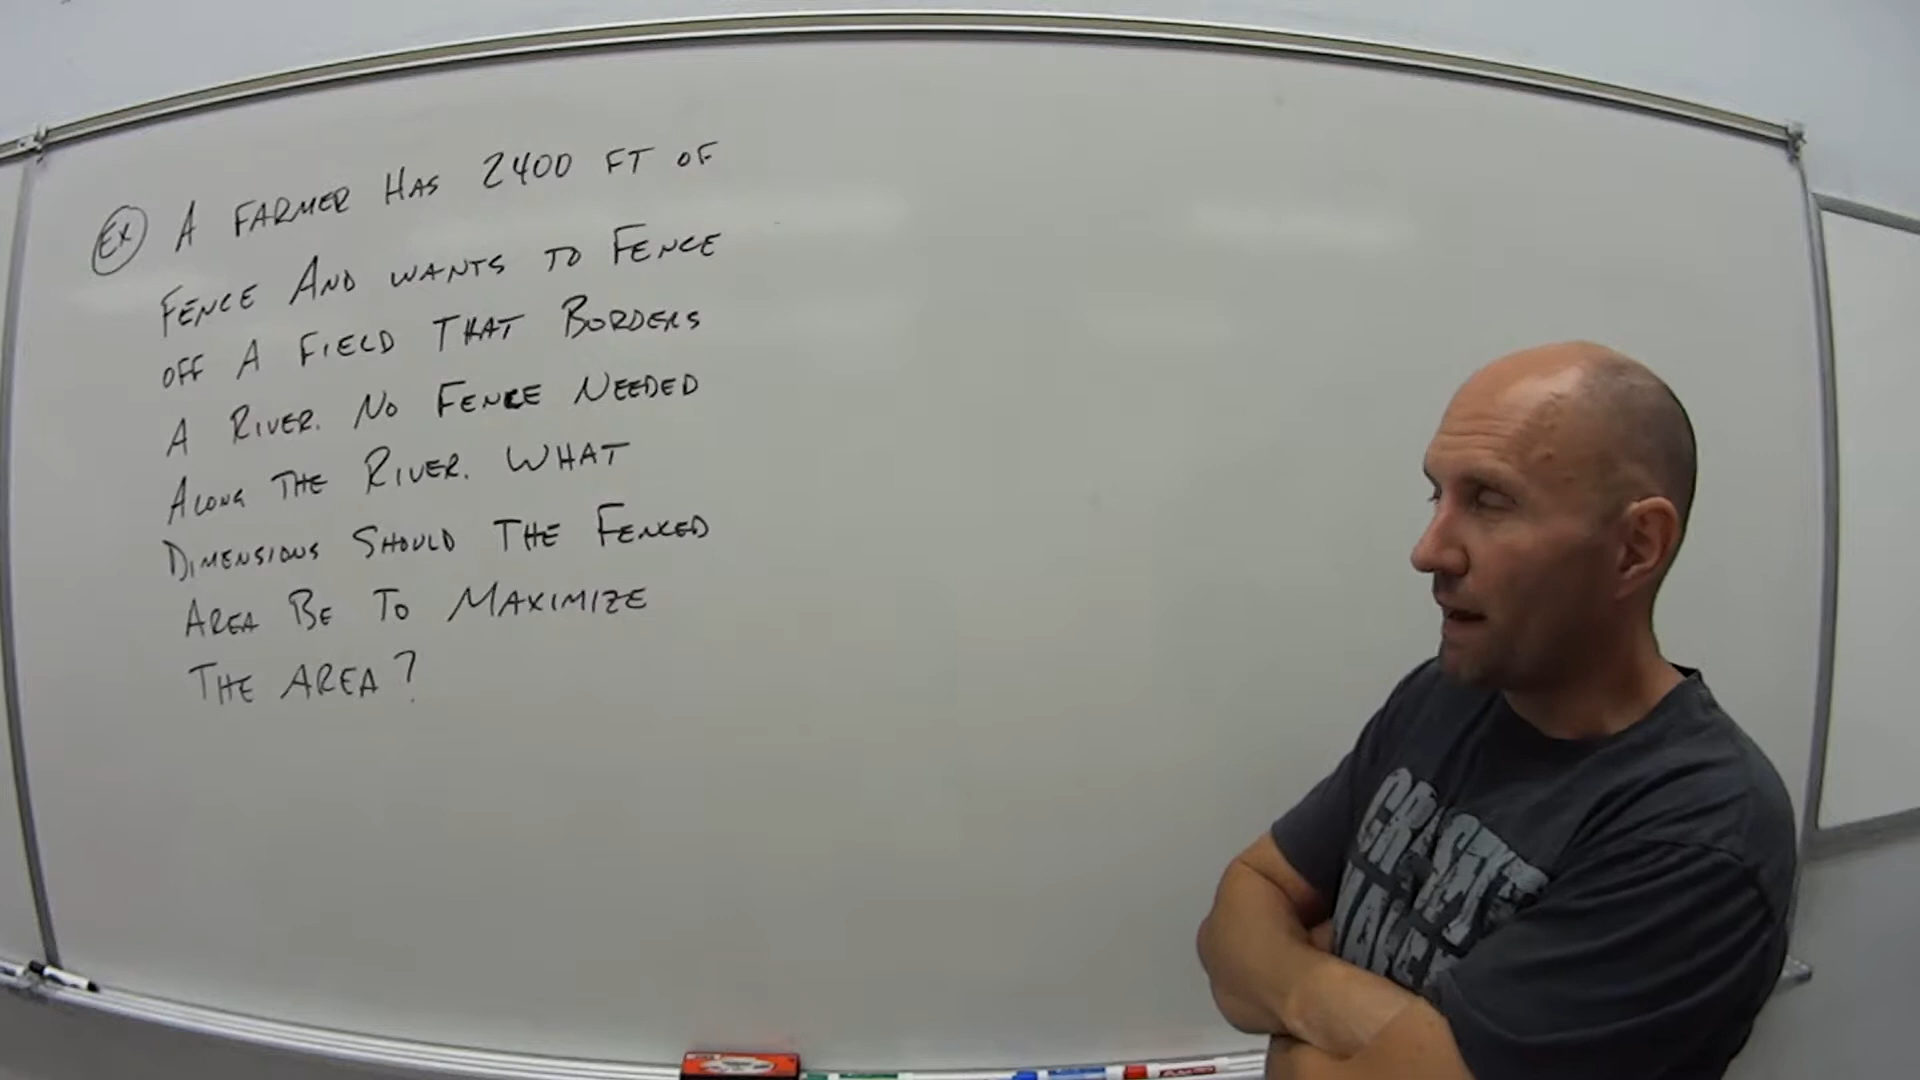 EX A FARMER HAS 2400 FT OF
FENCE AND WANTS TO FENCE
OFF A FIELD THAT BORDERS
A RIVER. NO FENCE NEEDED
ALONG THE RIVER. WHAT
DIMENSIONS SHOULD THE FENCED
AREA BE TO MAXIMIZE
THE AREA?